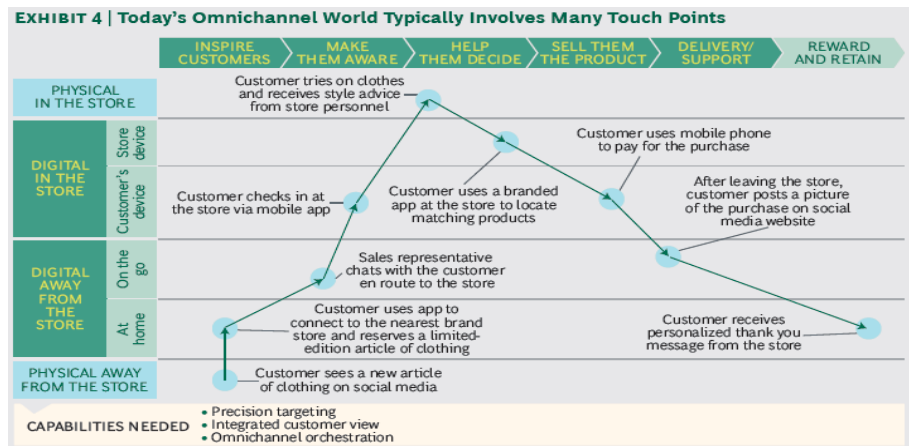 EXHIBIT 4 | Today's Omnichannel World Typically Involves Many Touch Points
INSPIRE
CUSTOMERS
MAKE
THEM AWARE
HELP
THEM DECIDE
SELL THEM
THE PRODUCT
DELIVERY/
SUPPORT
REWARD
AND RETAIN
PHYSICAL
IN THE STORE
Customer tries on clothes
and receives style advice
from store personnel
DIGITAL
IN THE
STORE
Store
device
Customer's
device
Customer uses a branded
app at the store to locate
matching products
Customer uses mobile phone
to pay for the purchase
Customer checks in at
the store via mobile app
After leaving the store,
customer posts a picture
of the purchase on social
media website
DIGITAL
AWAY
FROM
THE
STORE
On the
go
At
home
Sales representative
chats with the customer
en route to the store
Customer uses app to
connect to the nearest brand
store and reserves a limited-
edition article of clothing
Customer receives
personalized thank you
message from the store
PHYSICAL AWAY
FROM THE STORE
Customer sees a new article
of clothing on social media
CAPABILITIES NEEDED
• Precision targeting
• Integrated customer view
• Omnichannel orchestration